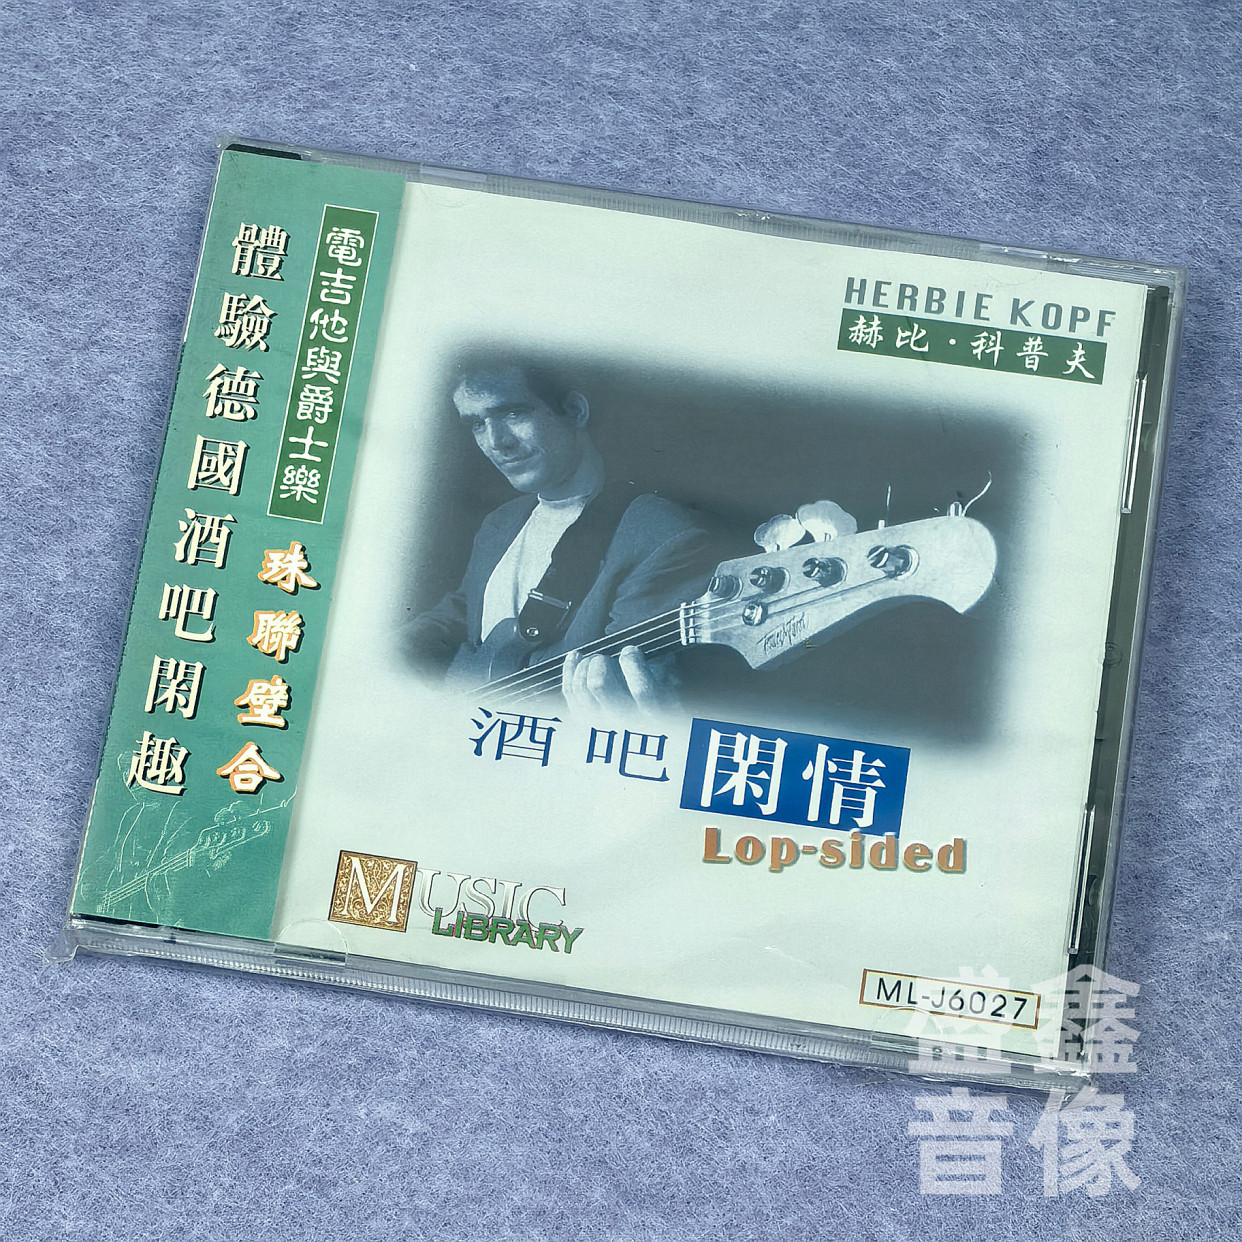 體驗德國酒吧閑趣
電吉他與爵士樂
珠聯壁合
HERBIE KOPF
赫比·科普夫
酒吧閑情
Lop-sided
MUSIC
LIBRARY
ML-J6027
盛鑫
音像